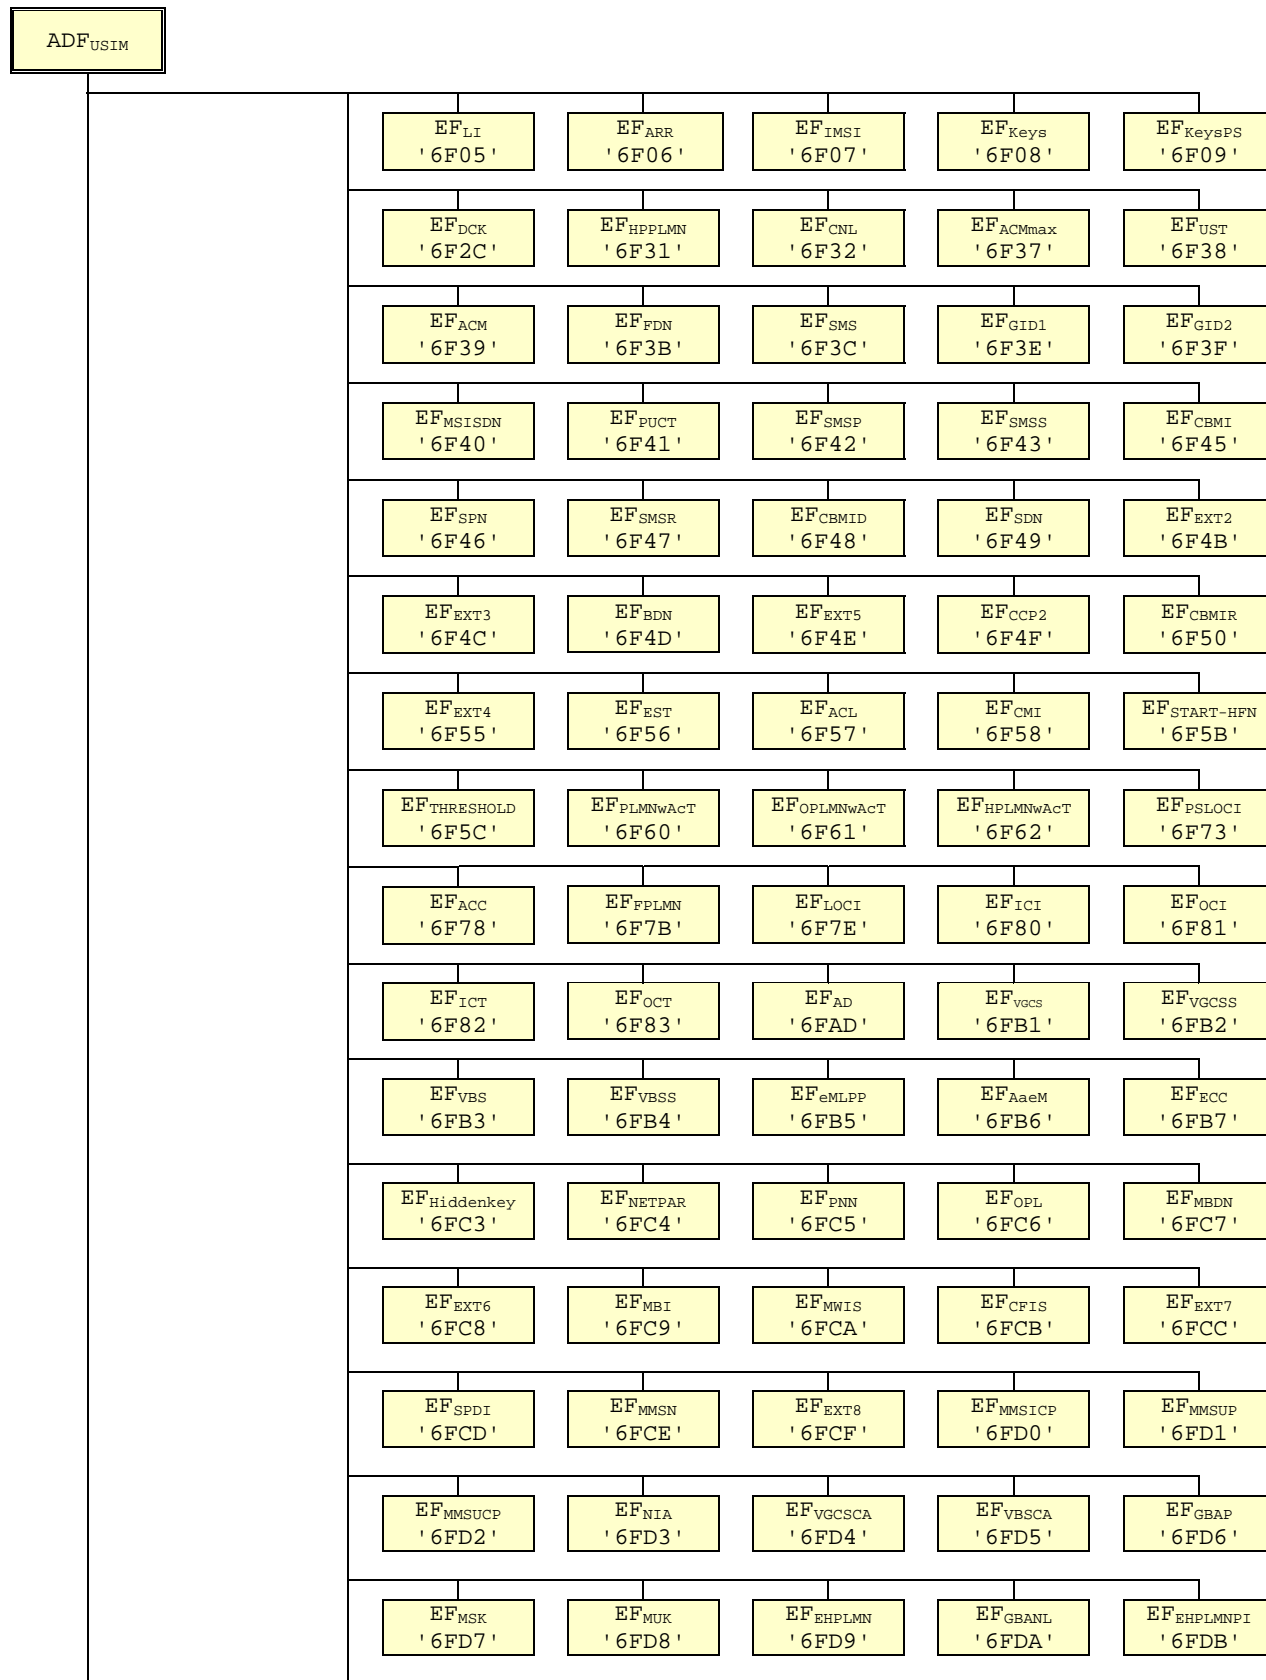 ADFUSIM
EFLI EFARR EFIMSI EFKeys EFKeysPS
'6F05' '6F06' '6F07' '6F08' '6F09'
EFDCK EFHPPLMN EFCNL EFACMmax EFUST
'6F2C' '6F31' '6F32' '6F37' '6F38'
EFACM EFFDN EFSMS EFGID1 EFGID2
'6F39' '6F3B' '6F3C' '6F3E' '6F3F'
EFMSISDN EFPUCT EFSMSP EFSMSS EFCBMI
'6F40' '6F41' '6F42' '6F43' '6F45'
EFSPN EFSMSR EFCBMID EFSDN EFEXT2
'6F46' '6F47' '6F48' '6F49' '6F4B'
EFEXT3 EFBDN EFEXT5 EFCCP2 EFCBMIR
'6F4C' '6F4D' '6F4E' '6F4F' '6F50'
EFEXT4 EFEST EFACL EFCMI EFSTART-HFN
'6F55' '6F56' '6F57' '6F58' '6F5B'
EFTHRESHOLD EFPLMNwAcT EFOPLMNwAcT EFHPLMNwAcT EFPSLOCI
'6F5C' '6F60' '6F61' '6F62' '6F73'
EFACC EFFPLMN EFLOCI EFICI EFOCI
'6F78' '6F7B' '6F7E' '6F80' '6F81'
EFICT EFOCT EFAD EFVGCS EFVGCSS
'6F82' '6F83' '6FAD' '6FB1' '6FB2'
EFVBS EFVBSS EFeMLPP EFAaeM EFECC
'6FB3' '6FB4' '6FB5' '6FB6' '6FB7'
EFHiddenkey EFNETPAR EFPNN EFOPL EFMBDN
'6FC3' '6FC4' '6FC5' '6FC6' '6FC7'
EFEXT6 EFMBI EFMWIS EFCFIS EFEXT7
'6FC8' '6FC9' '6FCA' '6FCB' '6FCC'
EFSPDI EFMMSN EFEXT8 EFMMSICP EFMMSUP
'6FCD' '6FCE' '6FCF' '6FD0' '6FD1'
EFMMSUCP EFNIA EFVGCSCA EFVBSCA EFGBAP
'6FD2' '6FD3' '6FD4' '6FD5' '6FD6'
EFMSK EFMUK EFEHPLMN EFGBANL EFEHPLMNPI
'6FD7' '6FD8' '6FD9' '6FDA' '6FDB'